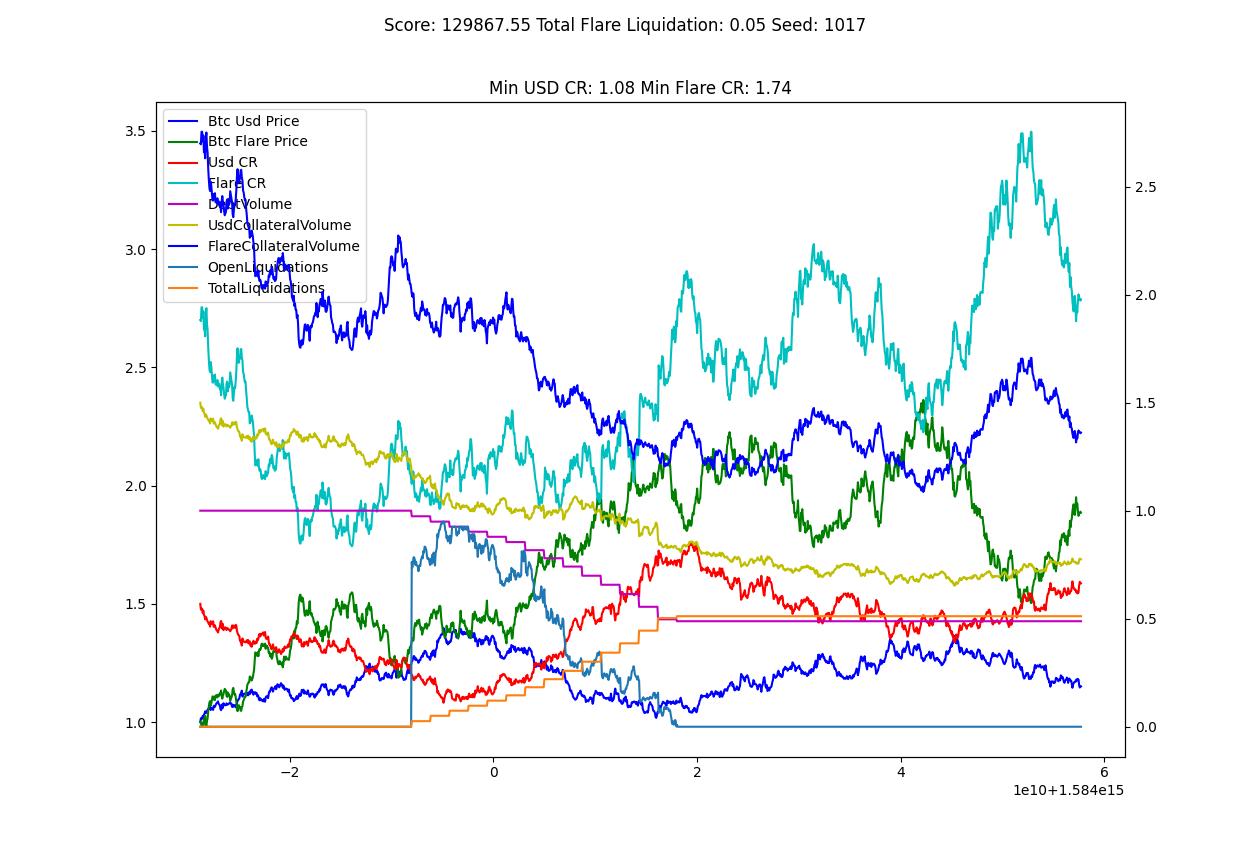 Score: 129867.55 Total Flare Liquidation: 0.05 Seed: 1017
Min USD CR: 1.08 Min Flare CR: 1.74
Btc Usd Price
Btc Flare Price
Usd CR
Flare CR
DebtVolume
UsdCollateralVolume
FlareCollateralVolume
OpenLiquidations
TotalLiquidations
3.5
3.0
2.5
2.0
1.5
1.0
2.5
2.0
1.5
1.0
0.5
0.0
−2 0 2 4 6
1e10+1.584e15